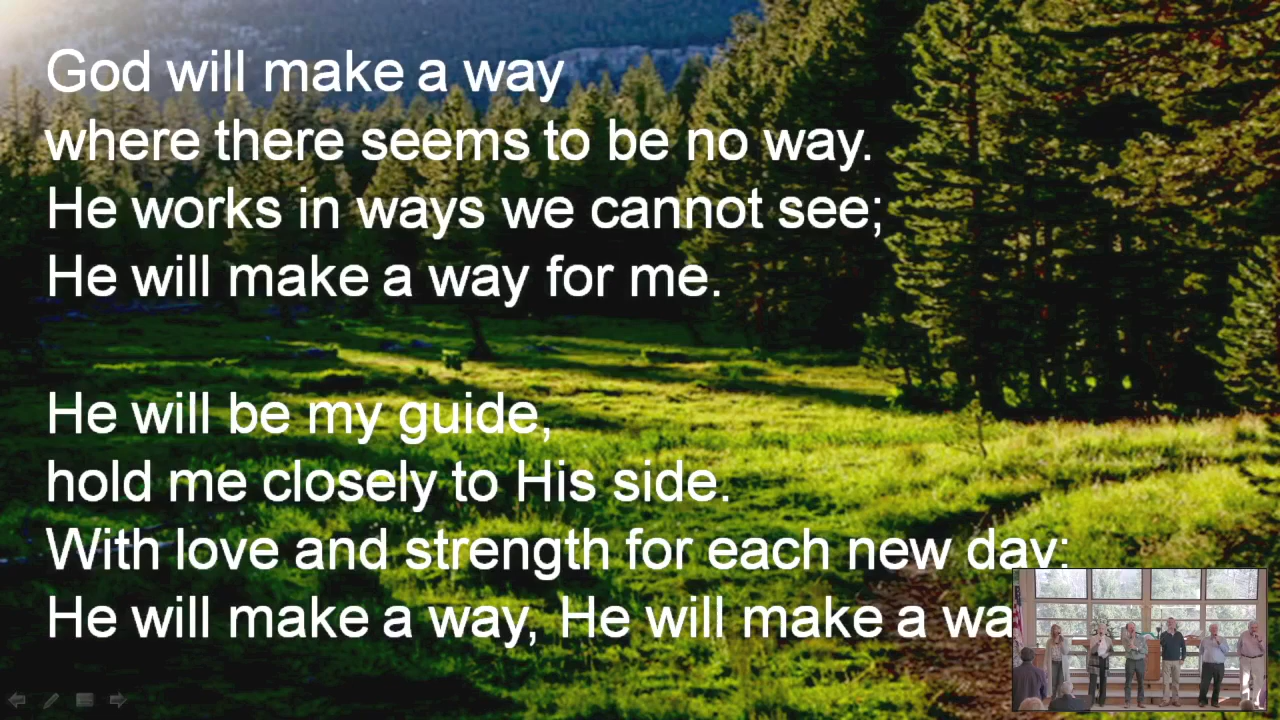 God will make a way
where there seems to be no way.
He works in ways we cannot see;
He will make a way for me.
He will be my guide,
hold me closely to His side.
With love and strength for each new day;
He will make a way, He will make a wa